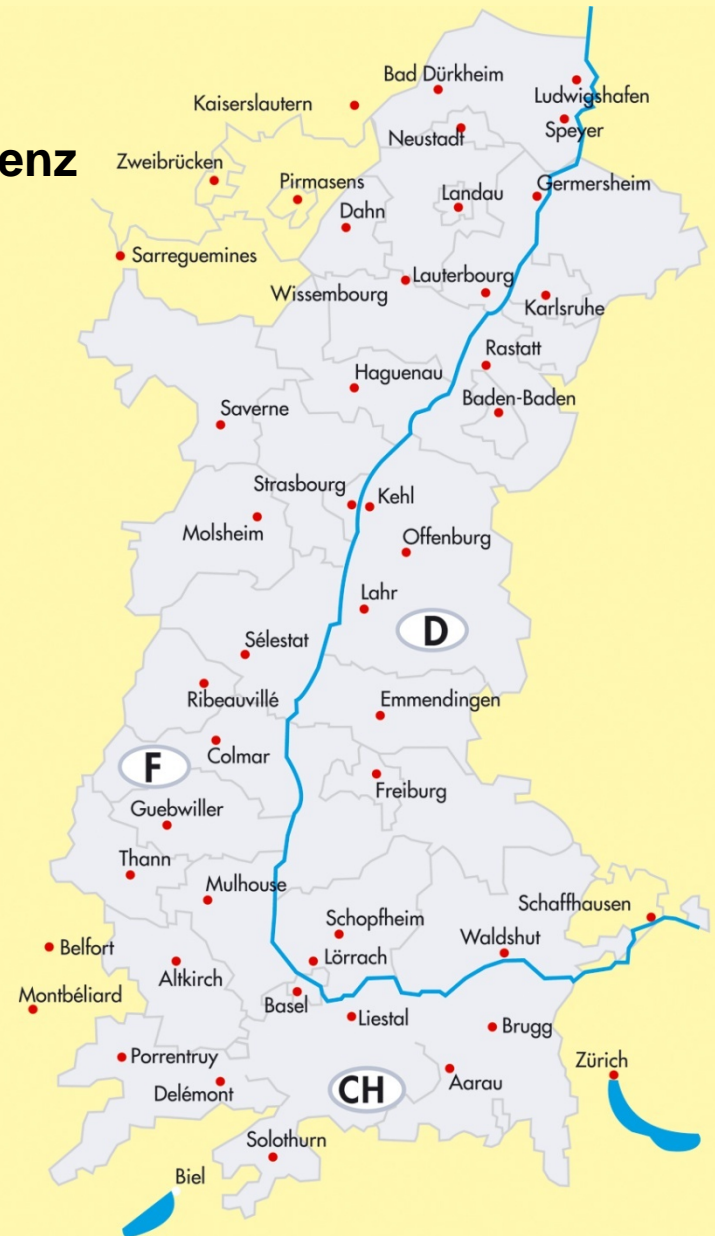 Bad Dürkheim
Kaiserslautern
Ludwigshafen
Speyer
Neustadt
enz
Zweibrücken
Pirmasens
Landau
Germersheim
Dahn
Sarreguemines
Lauterbourg
Wissembourg
Karlsruhe
Rastatt
Haguenau
Baden-Baden
Saverne
Strasbourg
Kehl
Molsheim
Offenburg
Lahr
D
Sélestat
Ribeauvillé
Emmendingen
Colmar
F
Freiburg
Guebwiller
Thann
Mulhouse
Schaffhausen
Schopfheim
Waldshut
Belfort
Lörrach
Altkirch
Montbéliard
Basel
Liestal
Brugg
Porrentruy
Zürich
Delémont
CH
Aarau
Solothurn
Biel